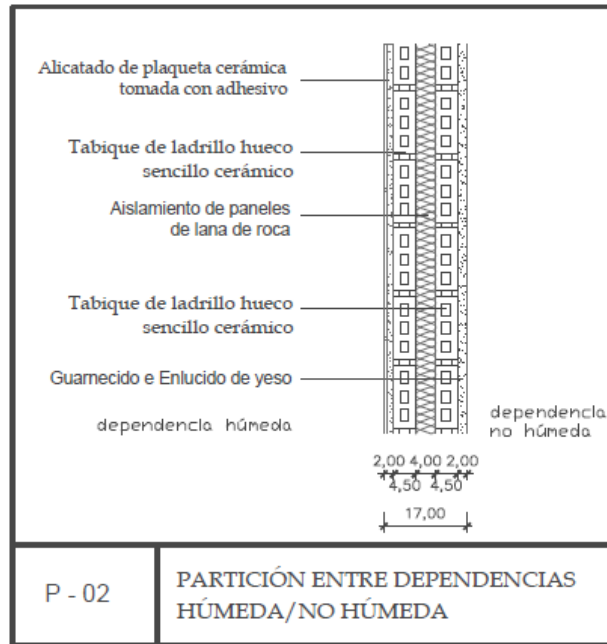 Alicatado de plaqueta cerámica
tomada con adhesivo
Tabique de ladrillo hueco
sencillo cerámico
Aislamiento de paneles
de lana de roca
Tabique de ladrillo hueco
sencillo cerámico
Guarnecido e Enlucido de yeso
dependencia húmeda
dependencia
no húmeda
2,00 4,00 2,00
4,50 4,50
17,00
P - 02
PARTICIÓN ENTRE DEPENDENCIAS
HÚMEDA/NO HÚMEDA